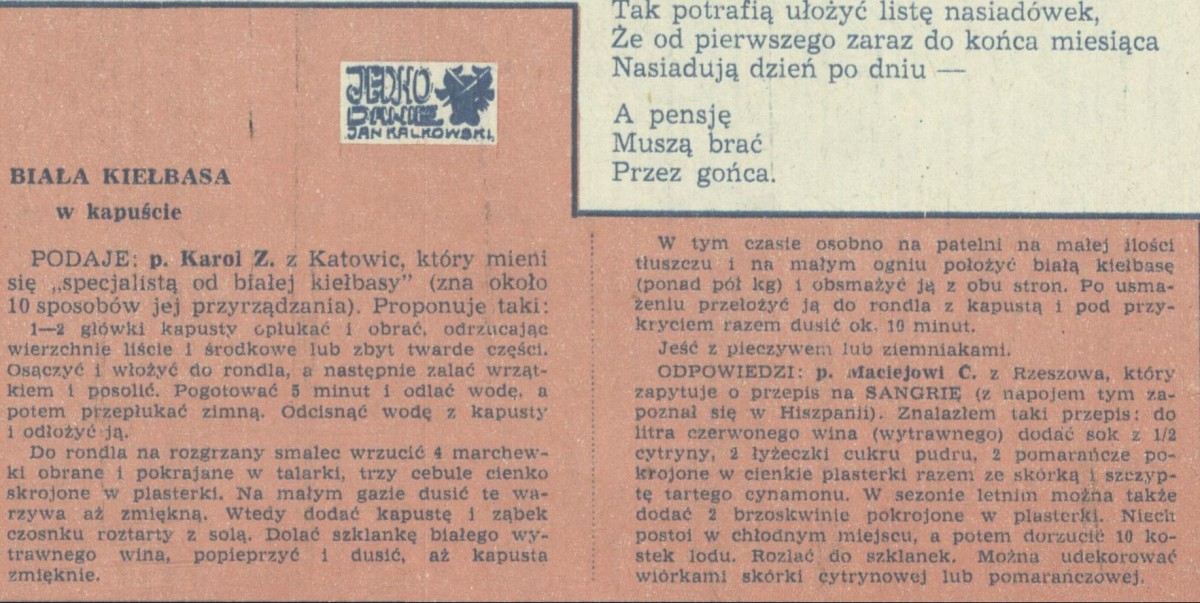 Tak potrafią ułożyć listę nasiadówek,
Że od pierwszego zaraz do końca miesiąca
Nasiadują dzień po dniu —
A pensję
Muszą brać
Przez gońca.
JEDNO
DANIE
JAN KALKOWSKI
BIAŁA KIEŁBASA
w kapuście
PODAJE: p. Karol Z. z Katowic, który mieni
się „specjalistą od białej kiełbasy" (zna około
10 sposobów jej przyrządzania). Proponuje taki:
1—2 główki kapusty opłukać i obrać, odrzucając
wierzchnie liście i środkowe lub zbyt twarde części.
Osączyć i włożyć do rondla, a następnie zalać wrząt-
kiem i posolić. Pogotować 5 minut i odlać wodę, a
potem przepłukać zimną. Odcisnąć wodę z kapusty
i odłożyć ją.
Do rondla na rozgrzany smalec wrzucić 4 marchew-
ki obrane i pokrajane w talarki, trzy cebule cienko
skrojone w plasterki. Na małym gazie dusić te wa-
rzywa aż zmiękną. Wtedy dodać kapustę i ząbek
czosnku roztarty z solą. Dolać szklankę białego wy-
trawnego wina, popieprzyć i dusić, aż kapusta
zmięknie.
W tym czasie osobno na patelni na małej ilości
tłuszczu i na małym ogniu położyć białą kiełbasę
(ponad pół kg) i obsmażyć ją z obu stron. Po usma-
żeniu przełożyć ją do rondla z kapustą i pod przy-
kryciem razem dusić ok. 10 minut.
Jeść z pieczywem lub ziemniakami.
ODPOWIEDZI: p. Maciejowi C. z Rzeszowa, który
zapytuje o przepis na SANGRIĘ (z napojem tym za-
poznał się w Hiszpanii). Znalazłem taki przepis: do
litra czerwonego wina (wytrawnego) dodać sok z 1/2
cytryny, 2 łyżeczki cukru pudru, 2 pomarańcze po-
krojone w cienkie plasterki razem ze skórką i szczyp-
tę tartego cynamonu. W sezonie letnim można także
dodać 2 brzoskwinie pokrojone w plasterki. Niech
postoi w chłodnym miejscu, a potem dorzucić 10 ko-
stek lodu. Rozlać do szklanek. Można udekorować
wiórkami skórki cytrynowej lub pomarańczowej.